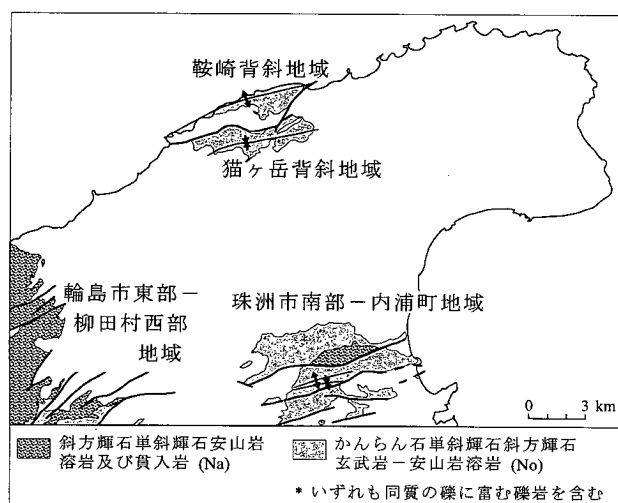 鞍崎背斜地域
猫ヶ岳背斜地域
輪島市東部－
柳田村西部
地域
珠洲市南部－内浦町地域
0 3 km
斜方輝石単斜輝石安山岩
溶岩及び貫入岩 (Na)
かんらん石単斜輝石斜方輝石
玄武岩－安山岩溶岩 (No)
* いずれも同質の礫に富む礫岩を含む